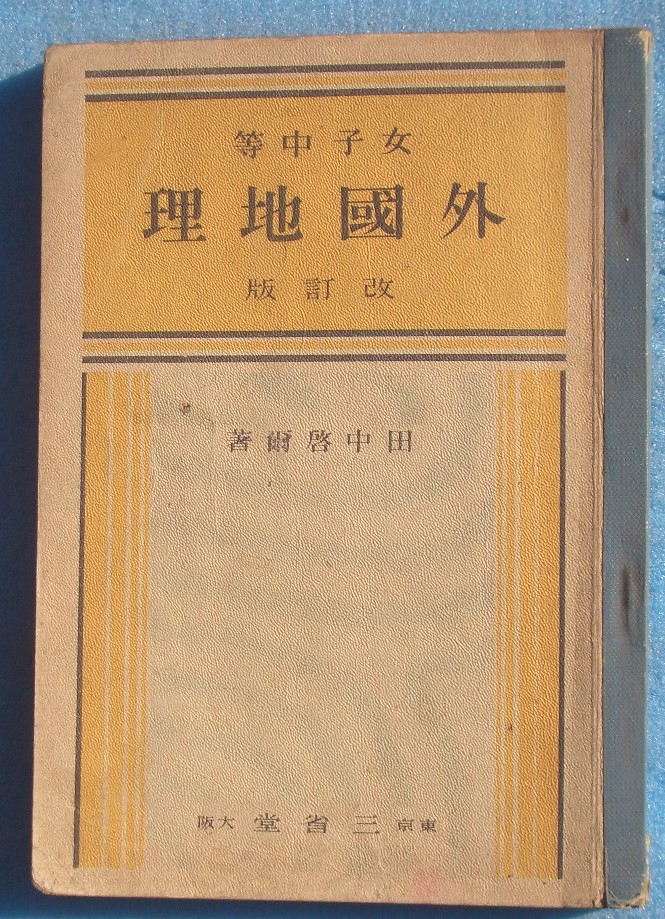 女子中等
外國地理
改訂版
田中啓爾著
東京 三省堂 大阪